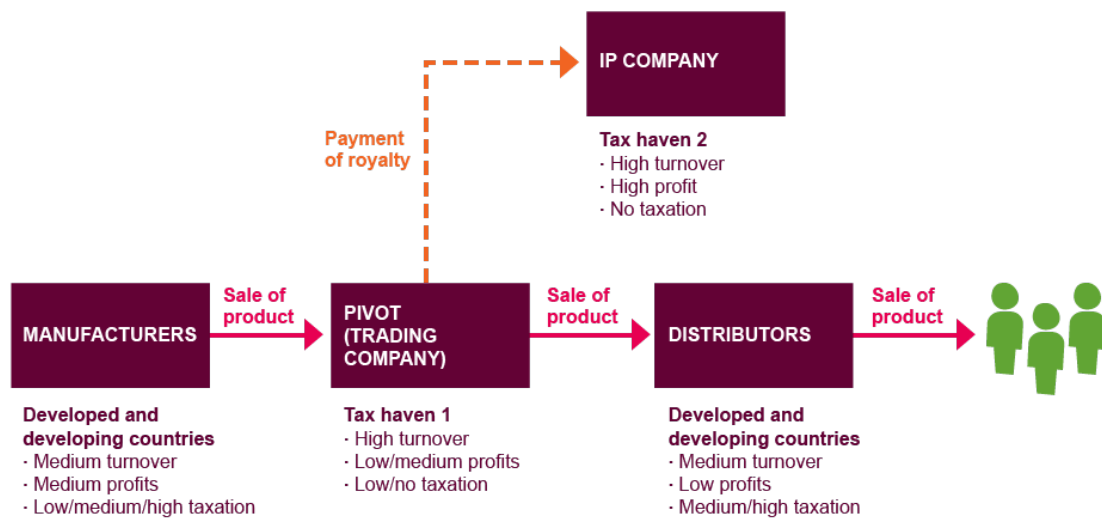 IP COMPANY
Payment
of royalty
Tax haven 2
· High turnover
· High profit
· No taxation
MANUFACTURERS
Sale of
product
PIVOT
(TRADING
COMPANY)
Sale of
product
DISTRIBUTORS
Sale of
product
Developed and
developing countries
· Medium turnover
· Medium profits
· Low/medium/high taxation
Tax haven 1
· High turnover
· Low/medium profits
· Low/no taxation
Developed and
developing countries
· Medium turnover
· Low profits
· Medium/high taxation